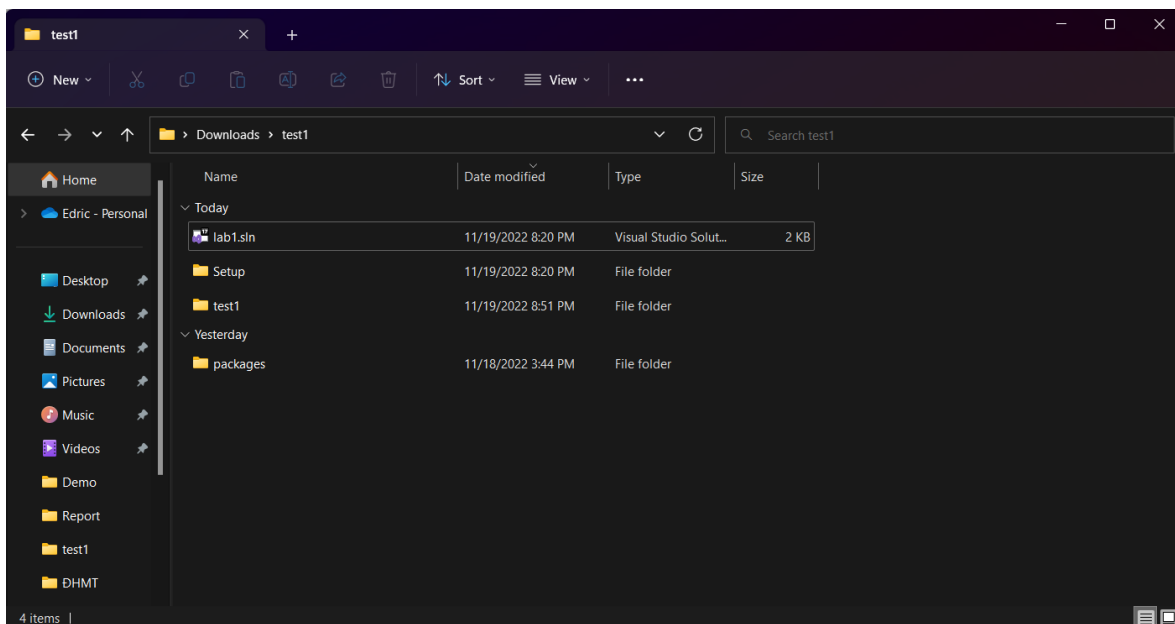 test1
New
Sort
View
Downloads > test1
Search test1
Home
Edric - Personal
Desktop
Downloads
Documents
Pictures
Music
Videos
Demo
Report
test1
ĐHMT
Name Date modified Type Size
Today
lab1.sln 11/19/2022 8:20 PM Visual Studio Solut... 2 KB
Setup 11/19/2022 8:20 PM File folder
test1 11/19/2022 8:51 PM File folder
Yesterday
packages 11/18/2022 3:44 PM File folder
4 items